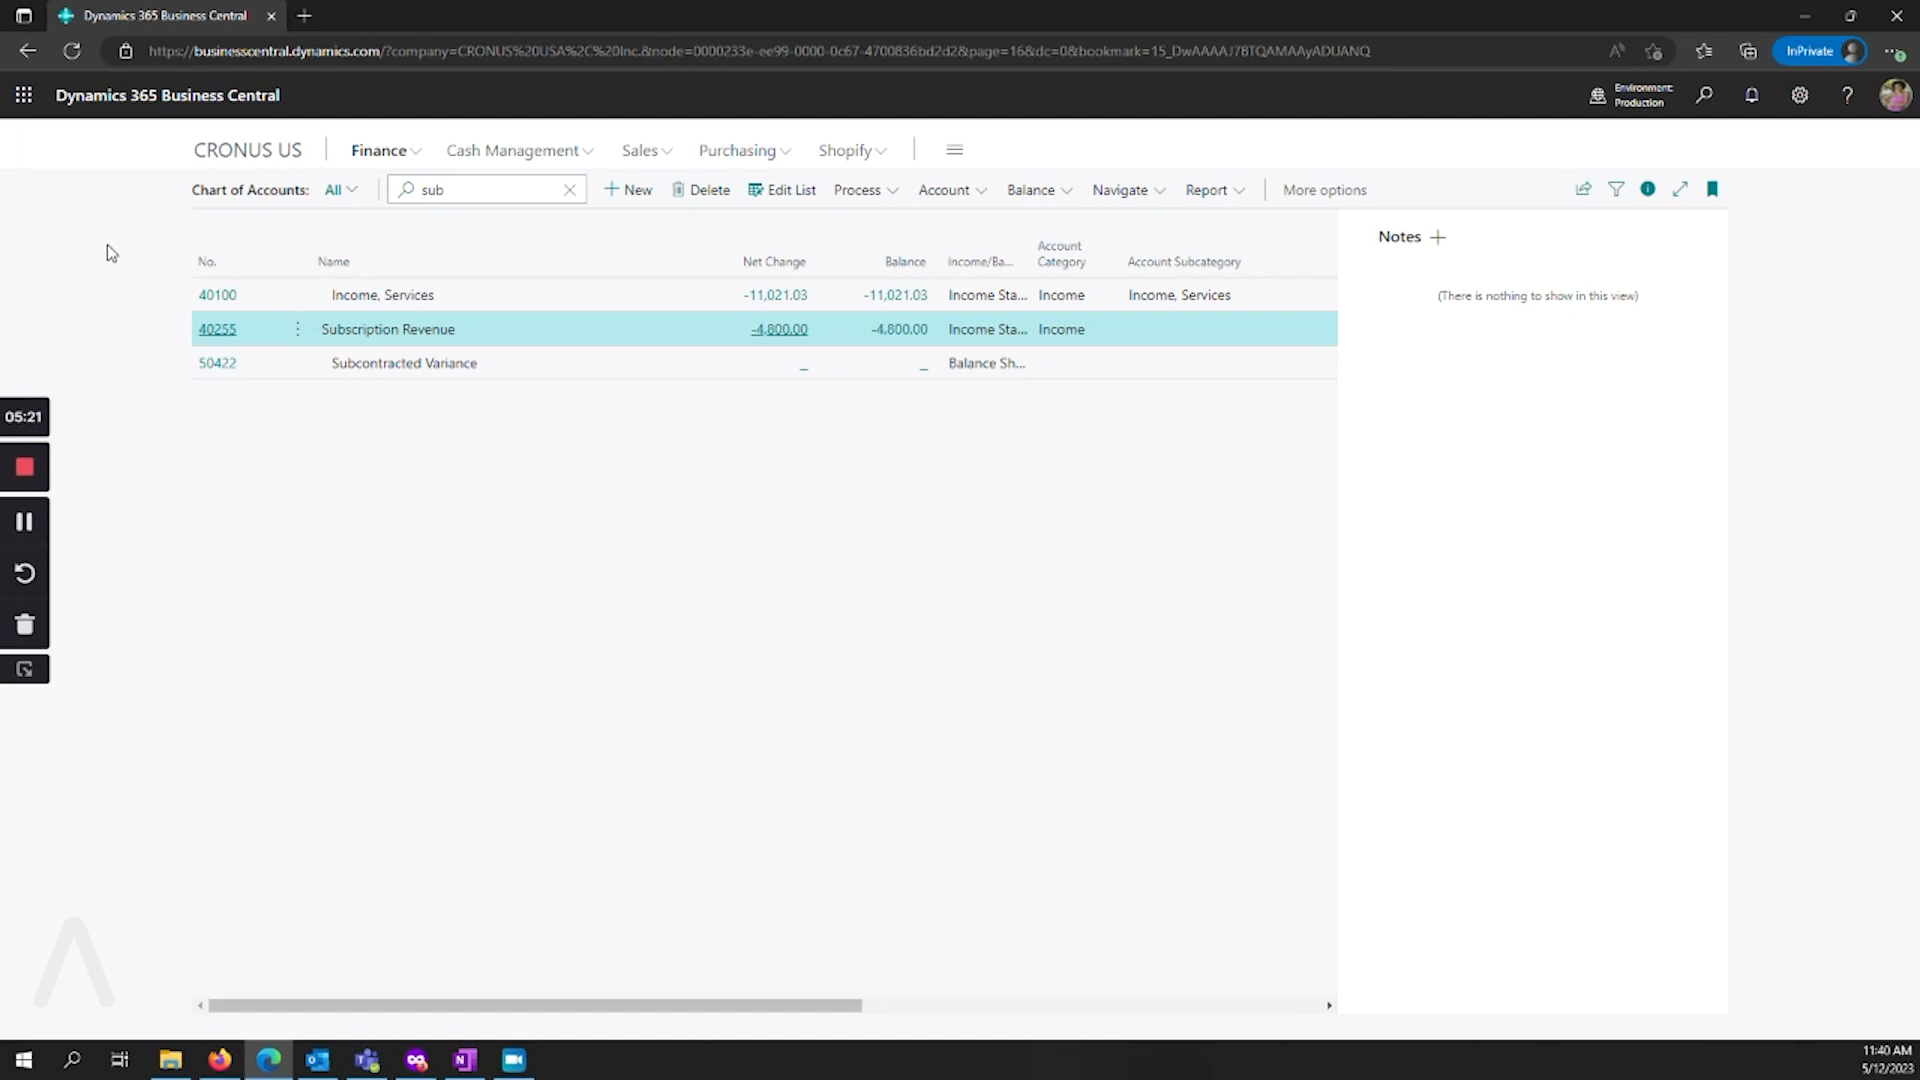 Dynamics 365 Business Central
https://businesscentral.dynamics.com/?company=CRONUS%20USA%2C%20Inc.&node=0000233e-ee99-0000-0c67-4700836bd2d2&page=16&dc=0&bookmark=15_DwAAAAJ7BTQAMAAyADUANQ
InPrivate
Dynamics 365 Business Central
Environment:
Production
CRONUS US Finance Cash Management Sales Purchasing Shopify
Chart of Accounts: All sub New Delete Edit List Process Account Balance Navigate Report More options
Notes
No. Name Net Change Balance Income/Ba... Account Category Account Subcategory
40100 Income, Services -11,021.03 -11,021.03 Income Sta... Income Income, Services
(There is nothing to show in this view)
40255 Subscription Revenue -4,800.00 -4,800.00 Income Sta... Income
50422 Subcontracted Variance _ _ Balance Sh...
05:21
11:40 AM
5/12/2023